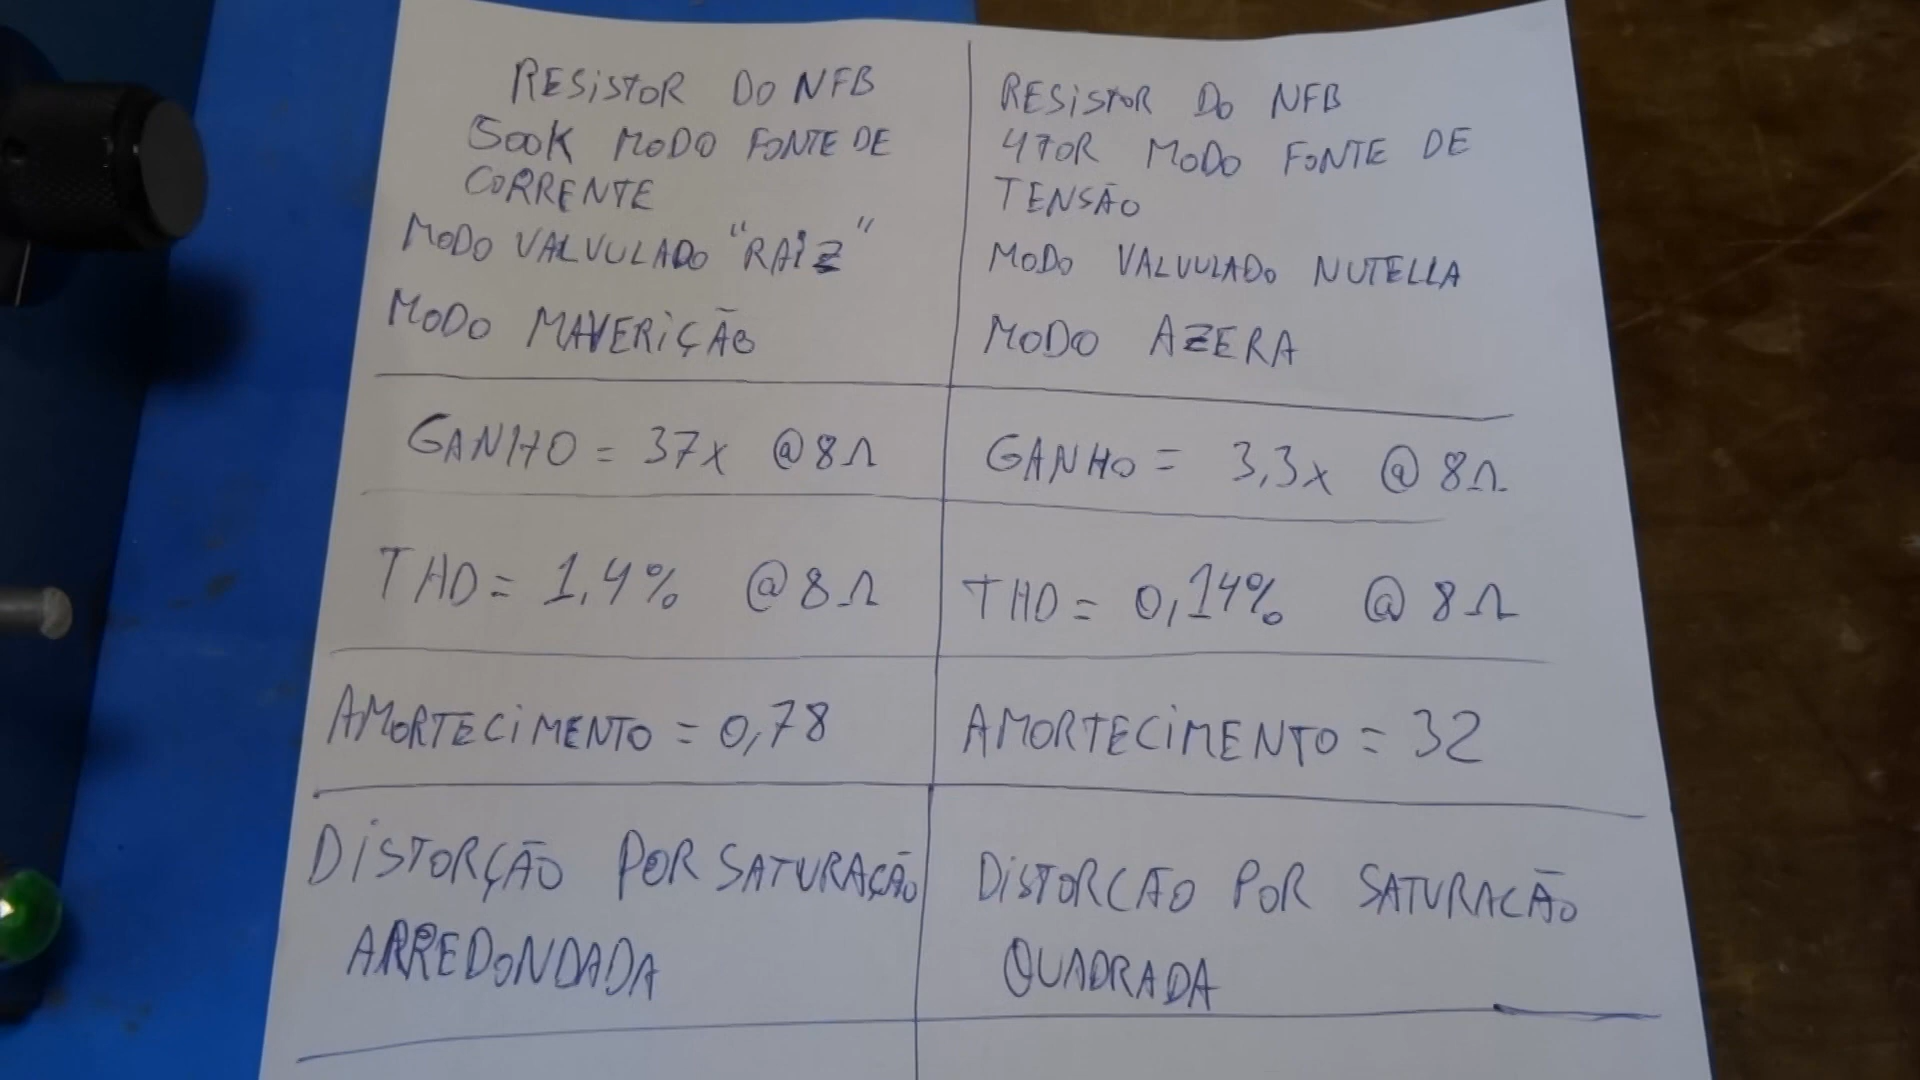 RESISTOR DO NFB
500K MODO FONTE DE
CORRENTE
MODO VALVULADO "RAIZ"
MODO MAVERIÇÃO
GANHO = 37x @8Ω
THD = 1,4% @8Ω
AMORTECIMENTO = 0,78
DISTORÇÃO POR SATURAÇÃO
ARREDONDADA
RESISTOR DO NFB
470R MODO FONTE DE
TENSÃO
MODO VALVULADO NUTELLA
MODO AZERA
GANHO = 3,3x @8Ω
THD = 0,14% @8Ω
AMORTECIMENTO = 32
DISTORCÃO POR SATURACÃO
QUADRADA